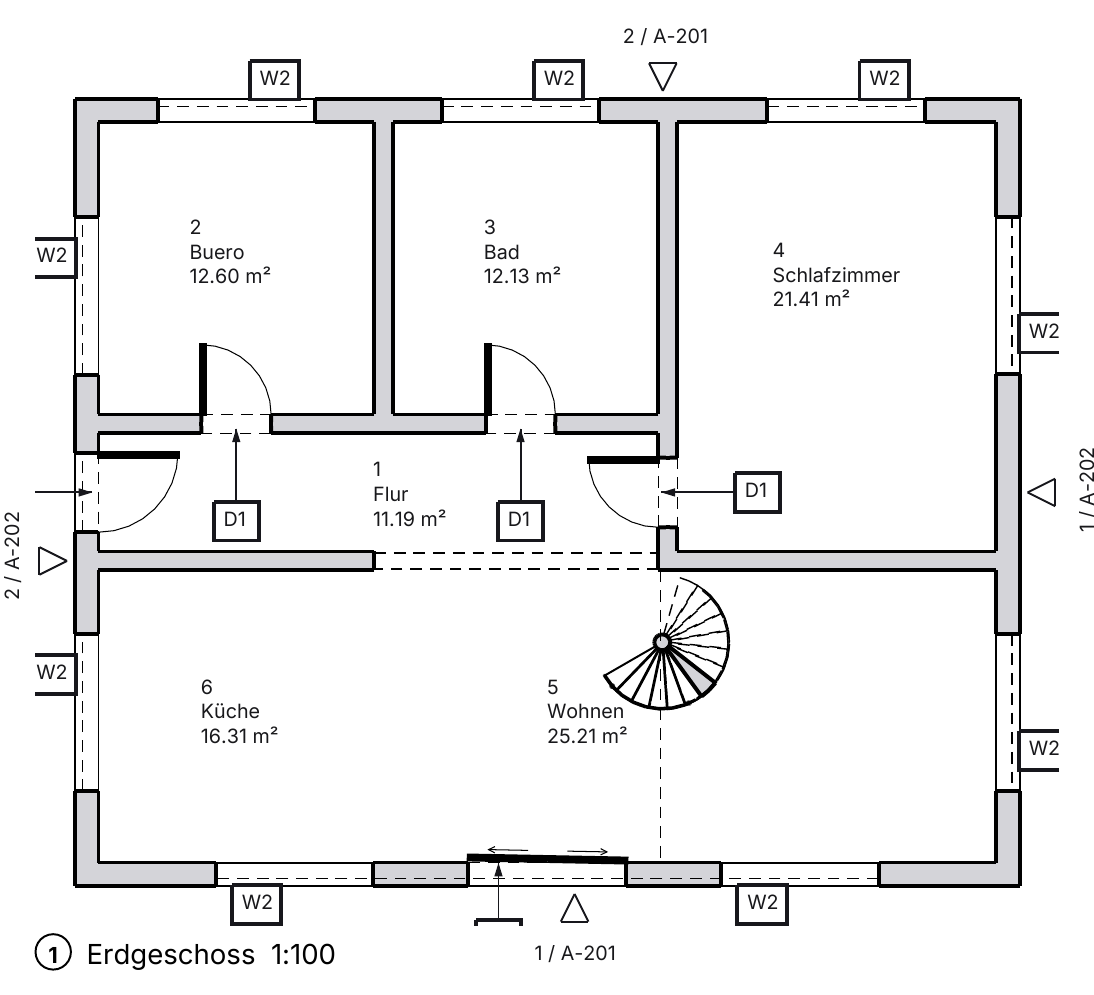 2 / A-201
W2
W2
W2
2
Buero
12.60 m²
3
Bad
12.13 m²
4
Schlafzimmer
21.41 m²
W2
W2
1
Flur
11.19 m²
D1
D1
D1
1 / A-202
2 / A-202
6
Küche
16.31 m²
5
Wohnen
25.21 m²
W2
W2
W2
W2
1 Erdgeschoss 1:100
1 / A-201